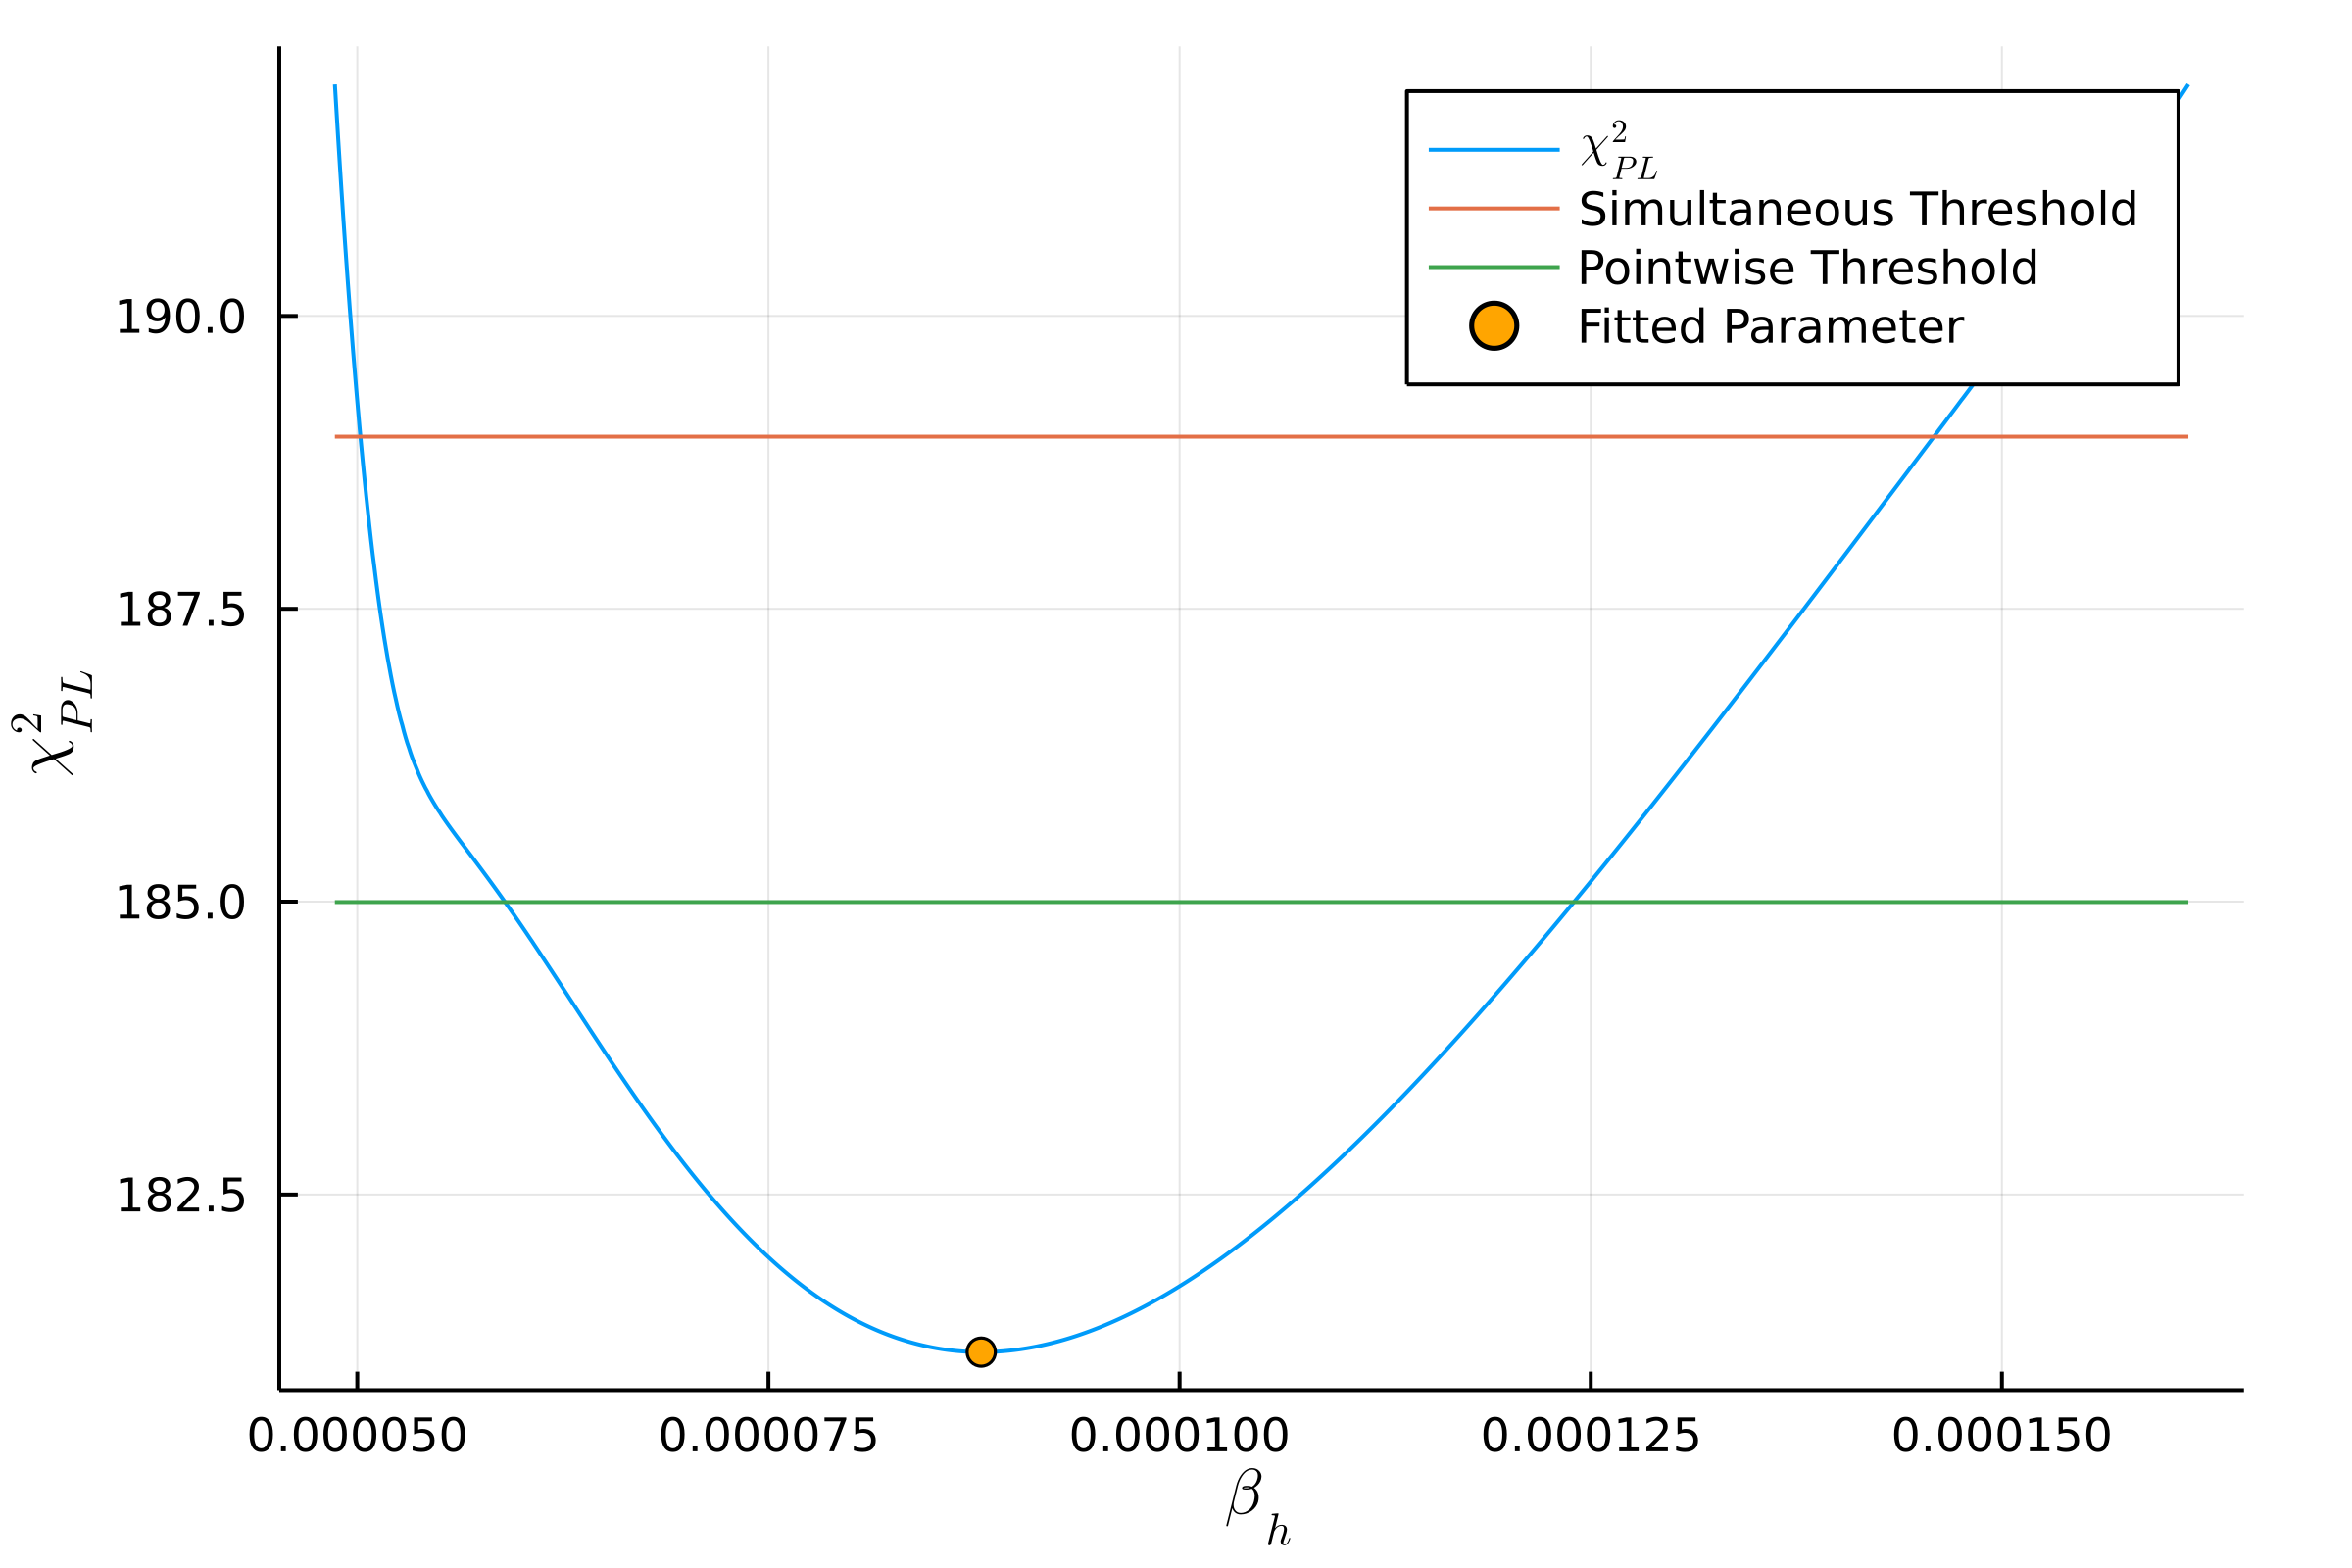 χ²_PL
Simultaneous Threshold
Pointwise Threshold
Fitted Parameter
190.0
187.5
185.0
182.5
χ²_PL
0.000050 0.000075 0.000100 0.000125 0.000150
β_h